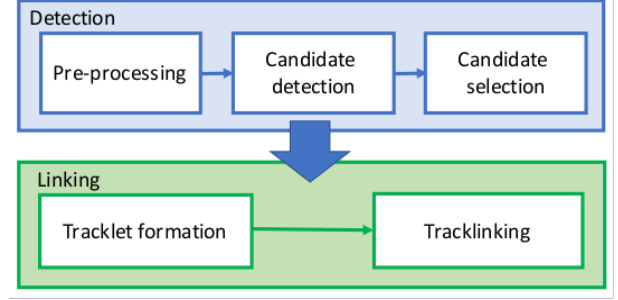 Detection
Pre-processing
Candidate
detection
Candidate
selection
Linking
Tracklet formation
Tracklinking